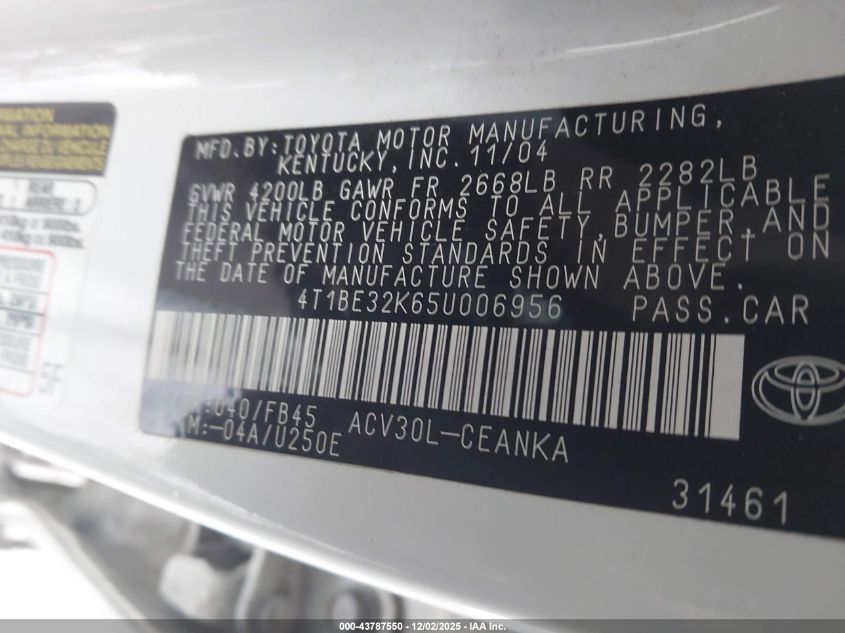 MFD.BY:TOYOTA MOTOR MANUFACTURING,
KENTUCKY,INC.11/04
GVWR 4200LB GAWR FR 2668LB RR 2282LB
THIS VEHICLE CONFORMS TO ALL APPLICABLE
FEDERAL MOTOR VEHICLE SAFETY,BUMPER,AND
THEFT PREVENTION STANDARDS IN EFFECT ON
THE DATE OF MANUFACTURE SHOWN ABOVE.
4T1BE32K65U006956 PASS.CAR
:040/FB45 ACV30L-CEANKA
M:-04A/U250E
31461
REAR
5F
000-43787550 - 12/02/2025 - IAA Inc.